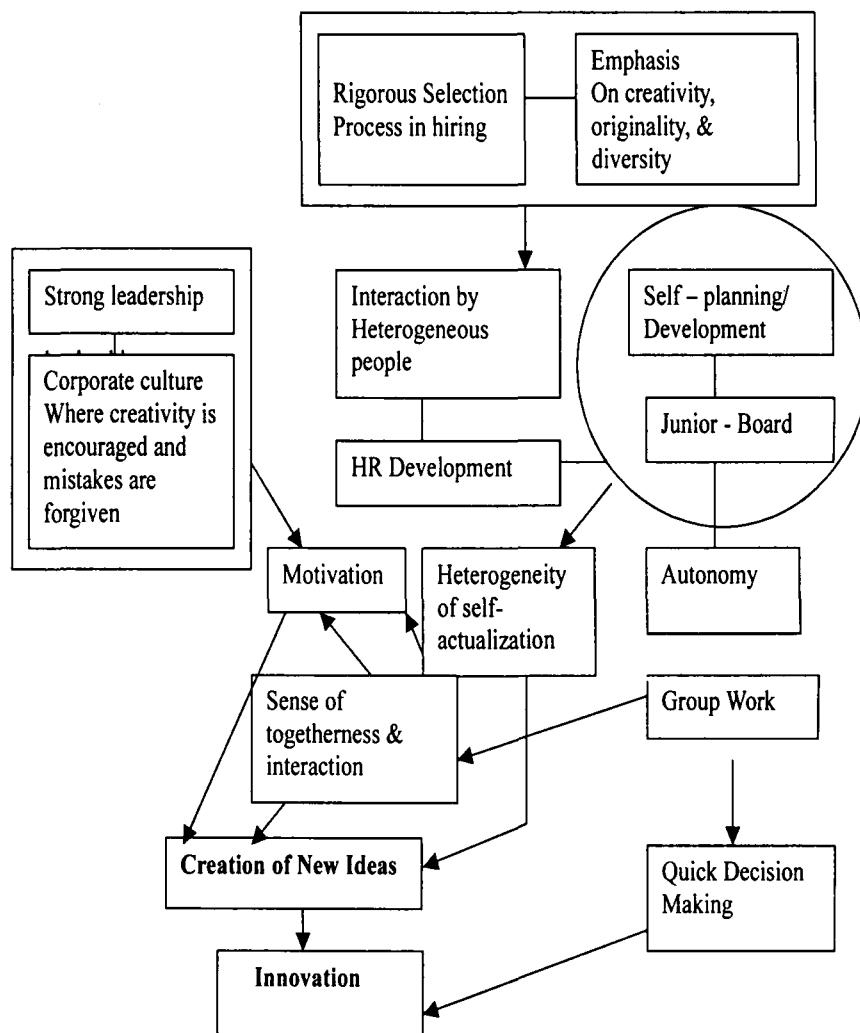 Rigorous Selection
Process in hiring
Emphasis
On creativity,
originality, &
diversity
Strong leadership
Corporate culture
Where creativity is
encouraged and
mistakes are
forgiven
Interaction by
Heterogeneous
people
Self – planning/
Development
Junior - Board
HR Development
Motivation
Heterogeneity
of self-
actualization
Autonomy
Sense of
togetherness &
interaction
Group Work
Creation of New Ideas
Quick Decision
Making
Innovation